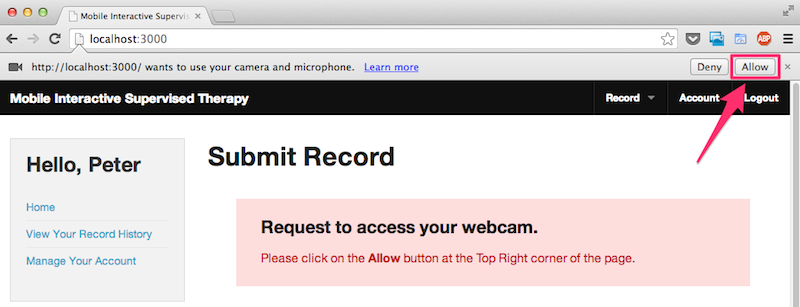 Mobile Interactive Supervis
localhost:3000
ABP
http://localhost:3000/ wants to use your camera and microphone. Learn more Deny Allow
Mobile Interactive Supervised Therapy Record Account Logout
Hello, Peter
Home
View Your Record History
Manage Your Account
Submit Record
Request to access your webcam.
Please click on the Allow button at the Top Right corner of the page.